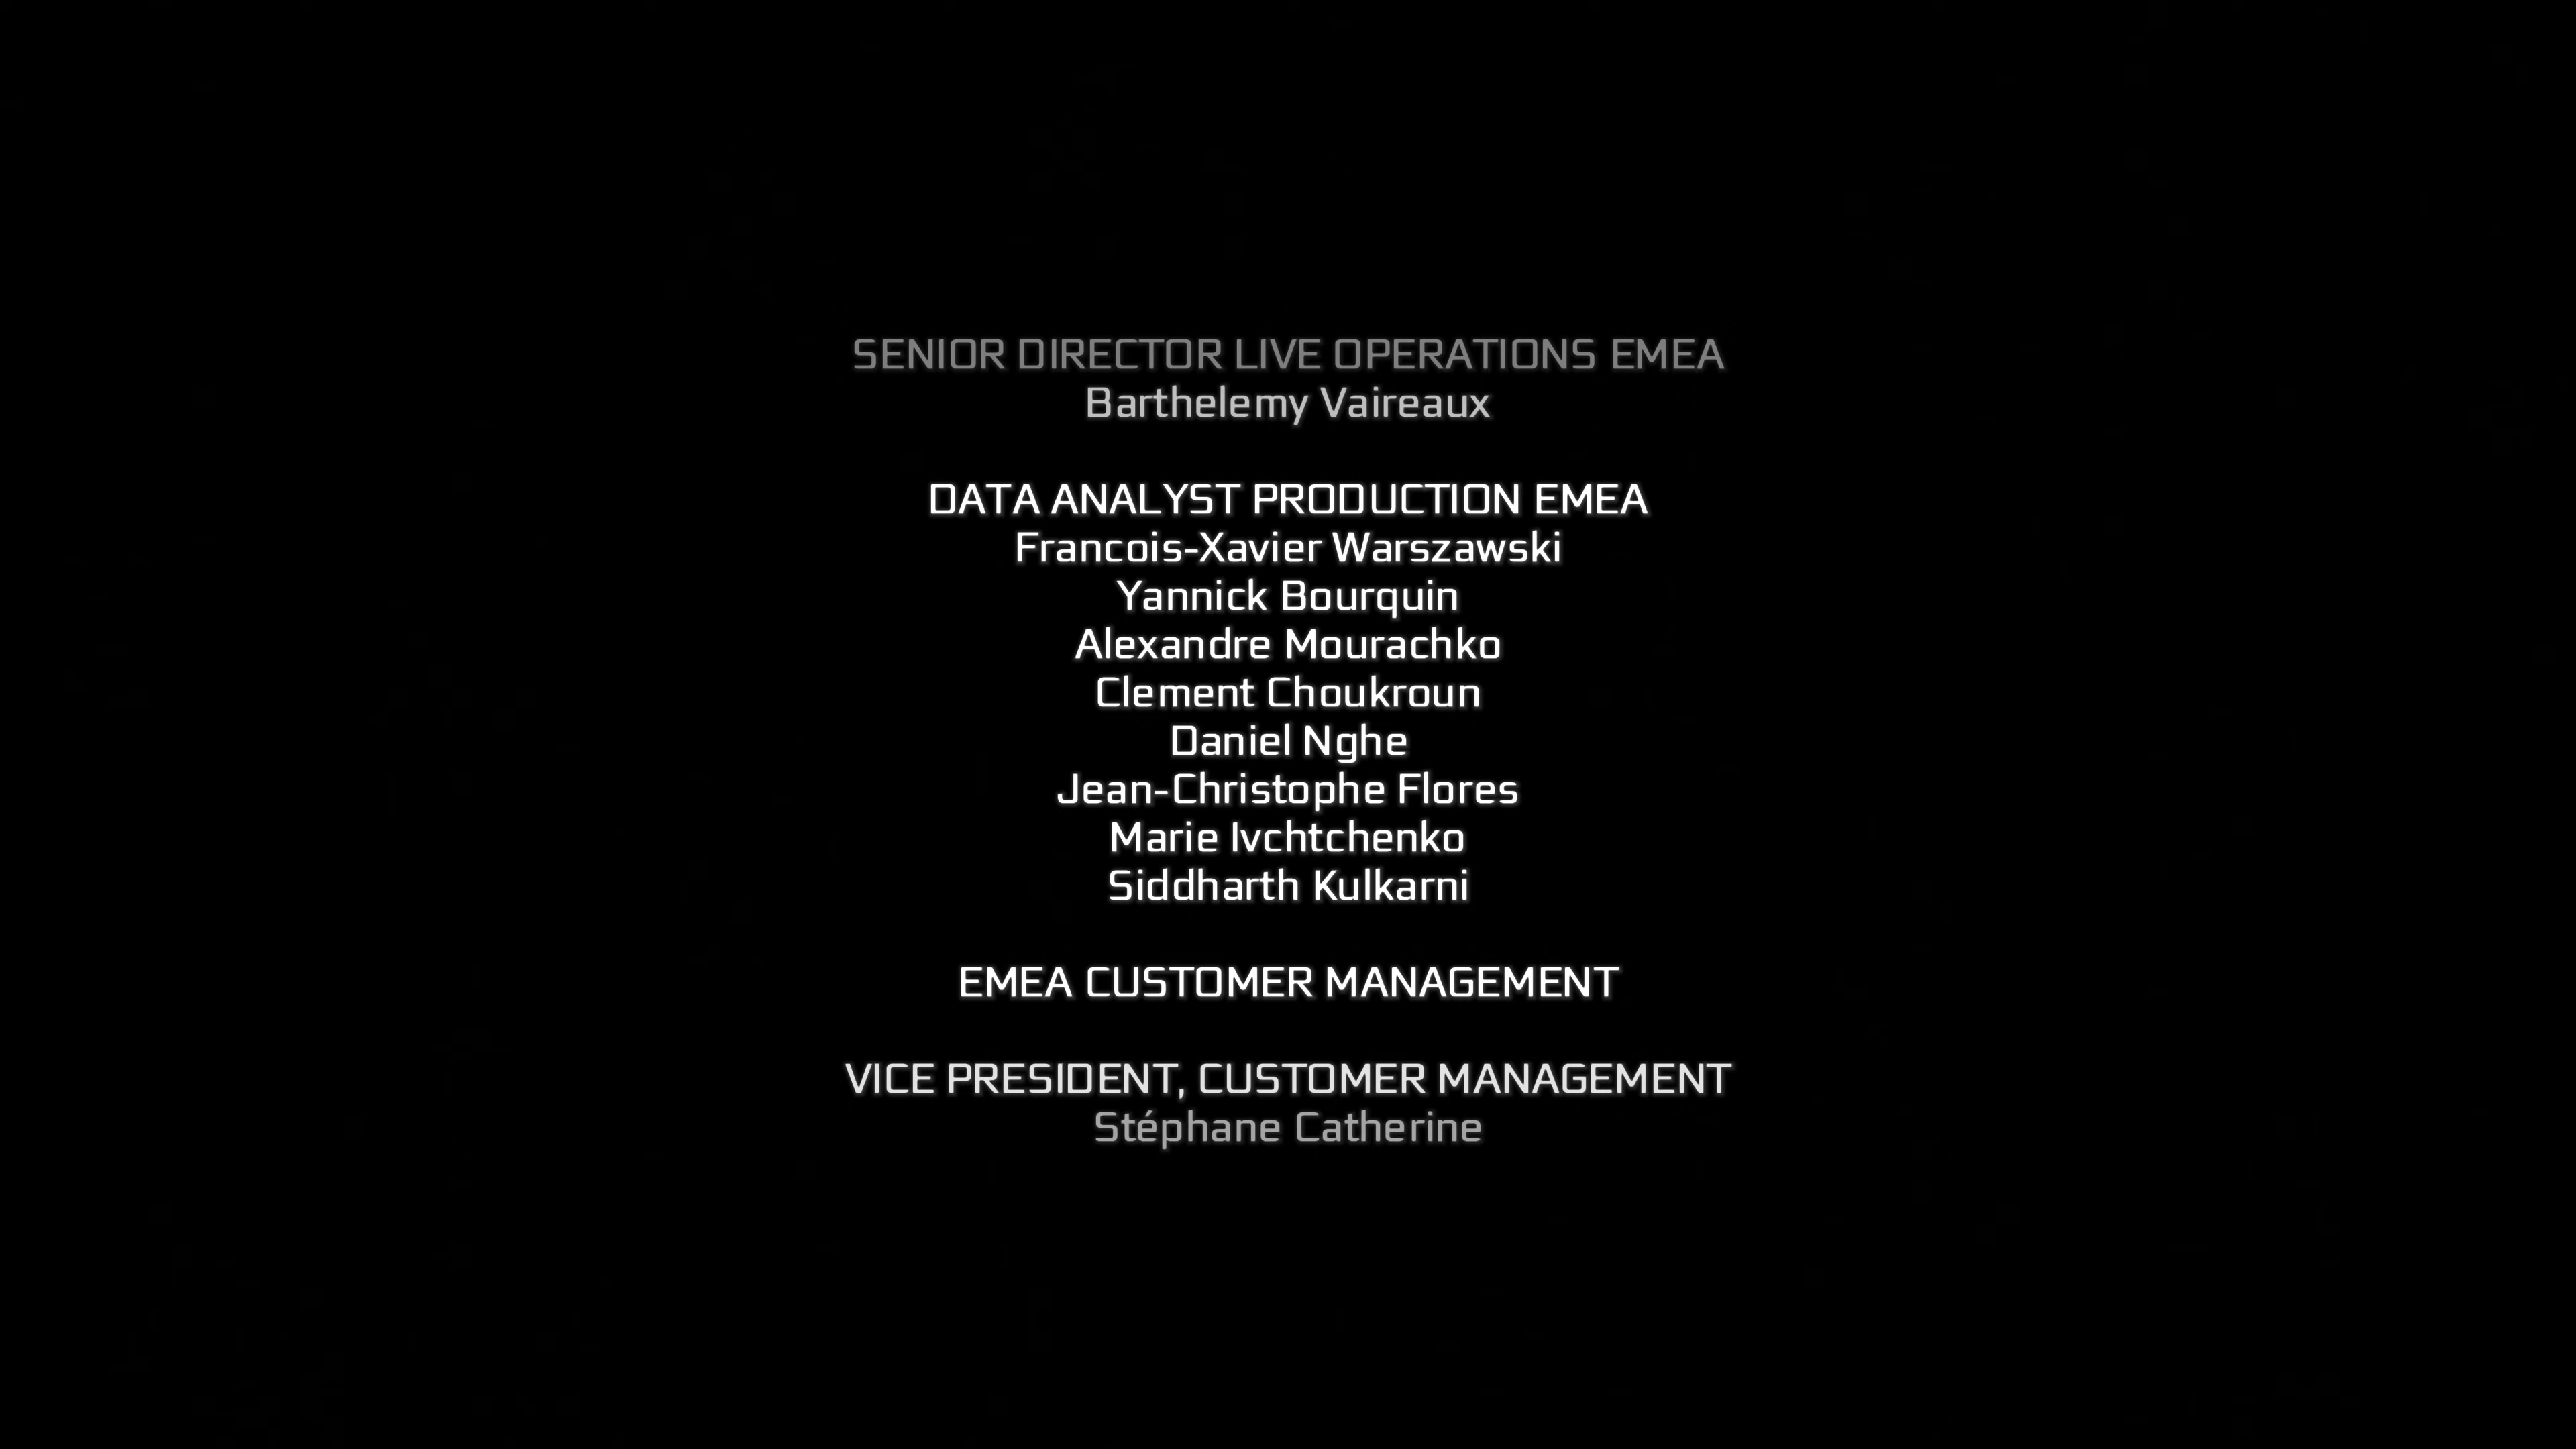 SENIOR DIRECTOR LIVE OPERATIONS EMEA
Barthelemy Vaireaux
DATA ANALYST PRODUCTION EMEA
Francois-Xavier Warszawski
Yannick Bourquin
Alexandre Mourachko
Clement Choukroun
Daniel Nghe
Jean-Christophe Flores
Marie Ivchtchenko
Siddharth Kulkarni
EMEA CUSTOMER MANAGEMENT
VICE PRESIDENT, CUSTOMER MANAGEMENT
Stéphane Catherine